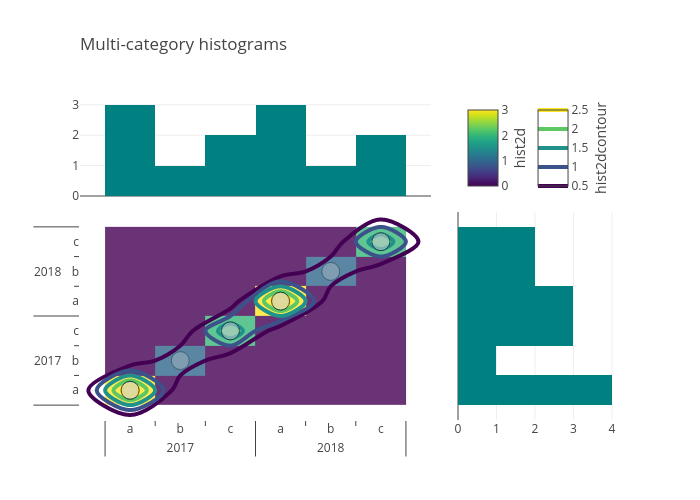 Multi-category histograms
3
2
1
0
3
2
1
0
hist2d
2.5
2
1.5
1
0.5
hist2dcontour
2018
c
b
a
2017
c
b
a
a b c a b c
2017 2018
0 1 2 3 4